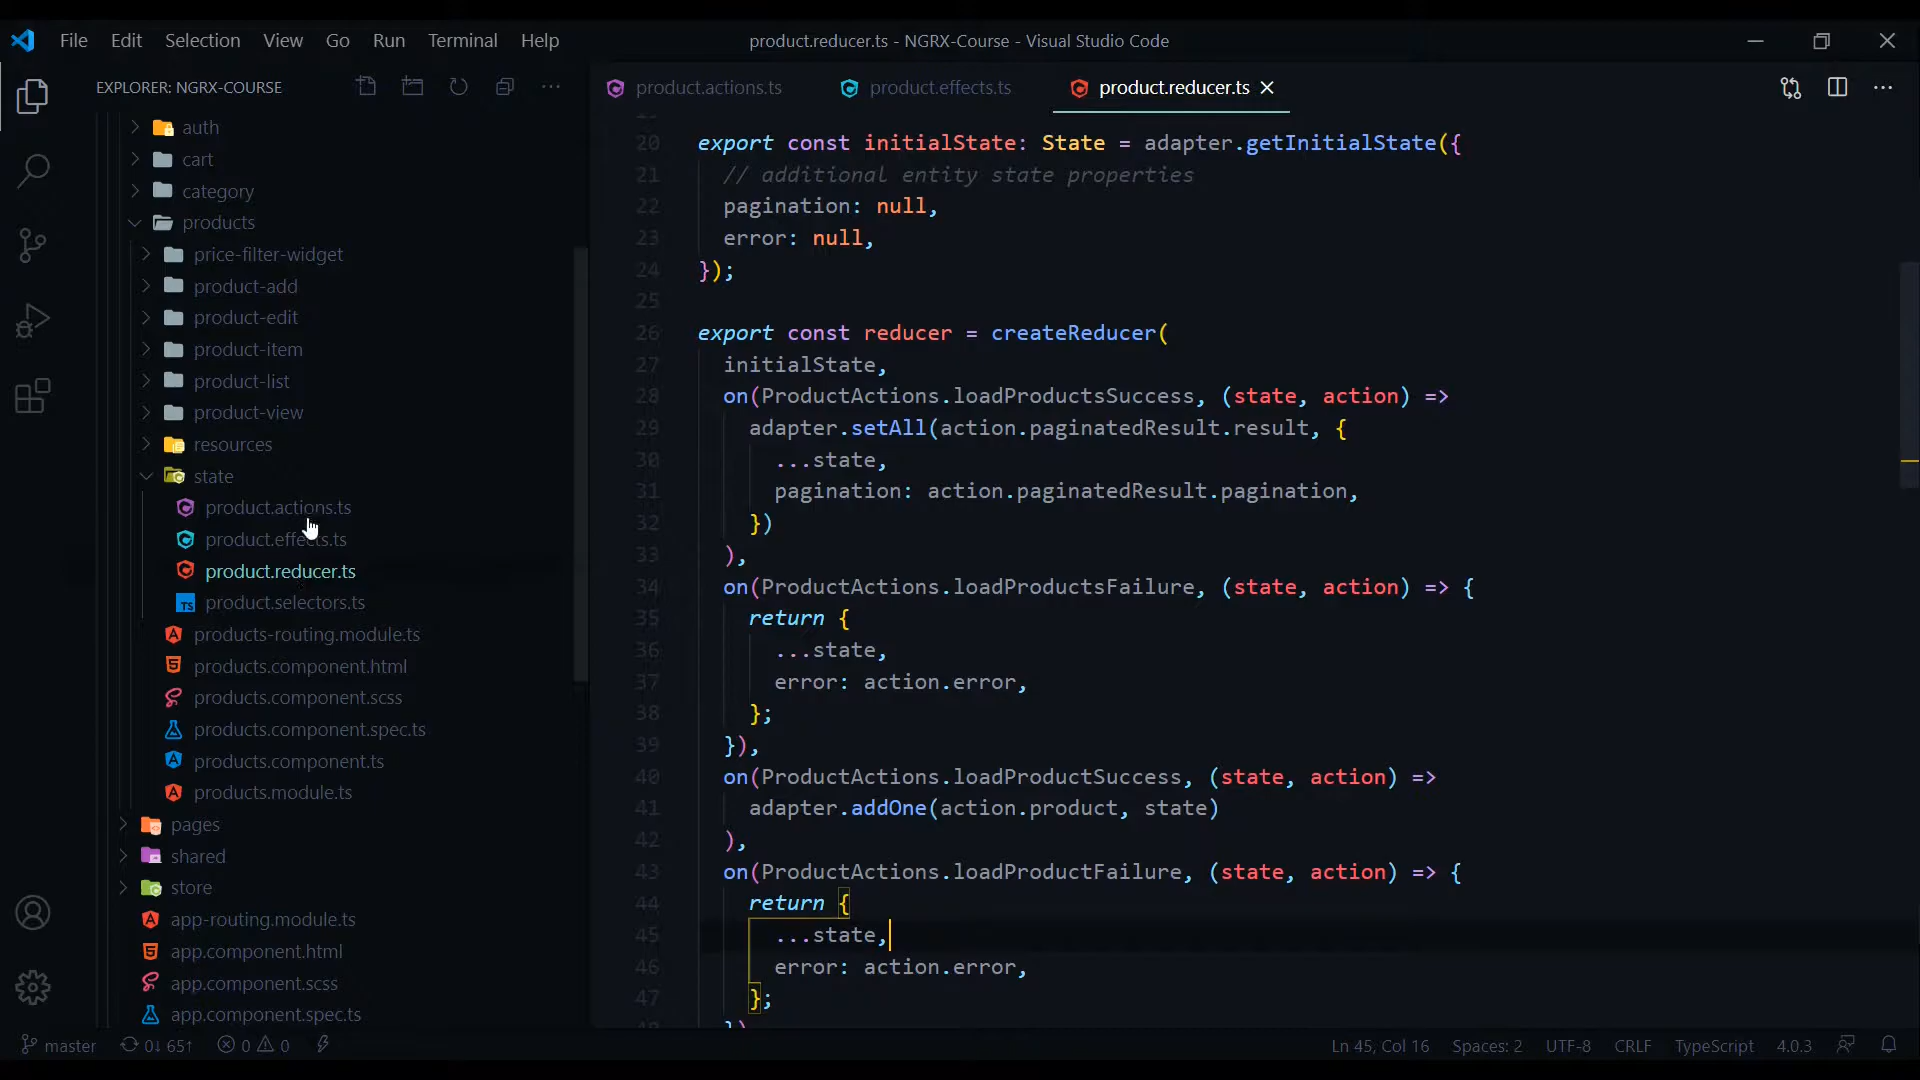 File Edit Selection View Go Run Terminal Help
product.reducer.ts - NGRX-Course - Visual Studio Code
EXPLORER: NGRX-COURSE
auth
cart
category
products
price-filter-widget
product-add
product-edit
product-item
product-list
product-view
resources
state
product.actions.ts
product.effects.ts
product.reducer.ts
product.selectors.ts
products-routing.module.ts
products.component.html
products.component.scss
products.component.spec.ts
products.component.ts
products.module.ts
pages
shared
store
app-routing.module.ts
app.component.html
app.component.scss
app.component.spec.ts
product.actions.ts product.effects.ts product.reducer.ts
20 export const initialState: State = adapter.getInitialState({
21 // additional entity state properties
22 pagination: null,
23 error: null,
24 });
25
26 export const reducer = createReducer(
27 initialState,
28 on(ProductActions.loadProductsSuccess, (state, action) =>
29 adapter.setAll(action.paginatedResult.result, {
30 ...state,
31 pagination: action.paginatedResult.pagination,
32 })
33 ),
34 on(ProductActions.loadProductsFailure, (state, action) => {
35 return {
36 ...state,
37 error: action.error,
38 };
39 }),
40 on(ProductActions.loadProductSuccess, (state, action) =>
41 adapter.addOne(action.product, state)
42 ),
43 on(ProductActions.loadProductFailure, (state, action) => {
44 return {
45 ...state,
46 error: action.error,
47 };
master 0↓ 65↑ 0 0 Ln 45, Col 16 Spaces: 2 UTF-8 CRLF TypeScript 4.0.3